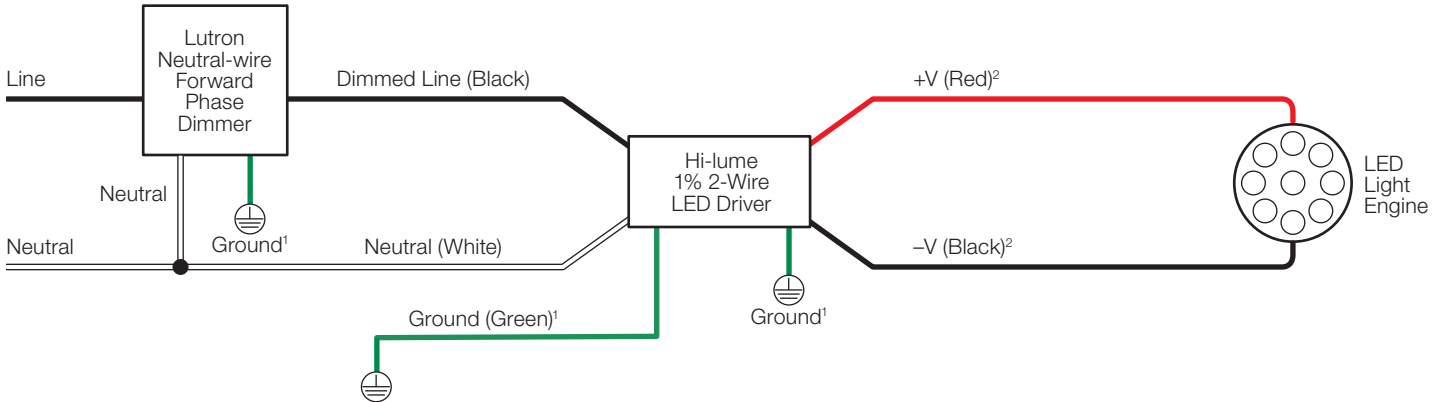 Lutron
Neutral-wire
Forward
Phase
Dimmer
Line
Dimmed Line (Black)
+V (Red)²
Hi-lume
1% 2-Wire
LED Driver
LED
Light
Engine
Neutral
Ground¹
Neutral
Neutral (White)
–V (Black)²
Ground (Green)¹
Ground¹